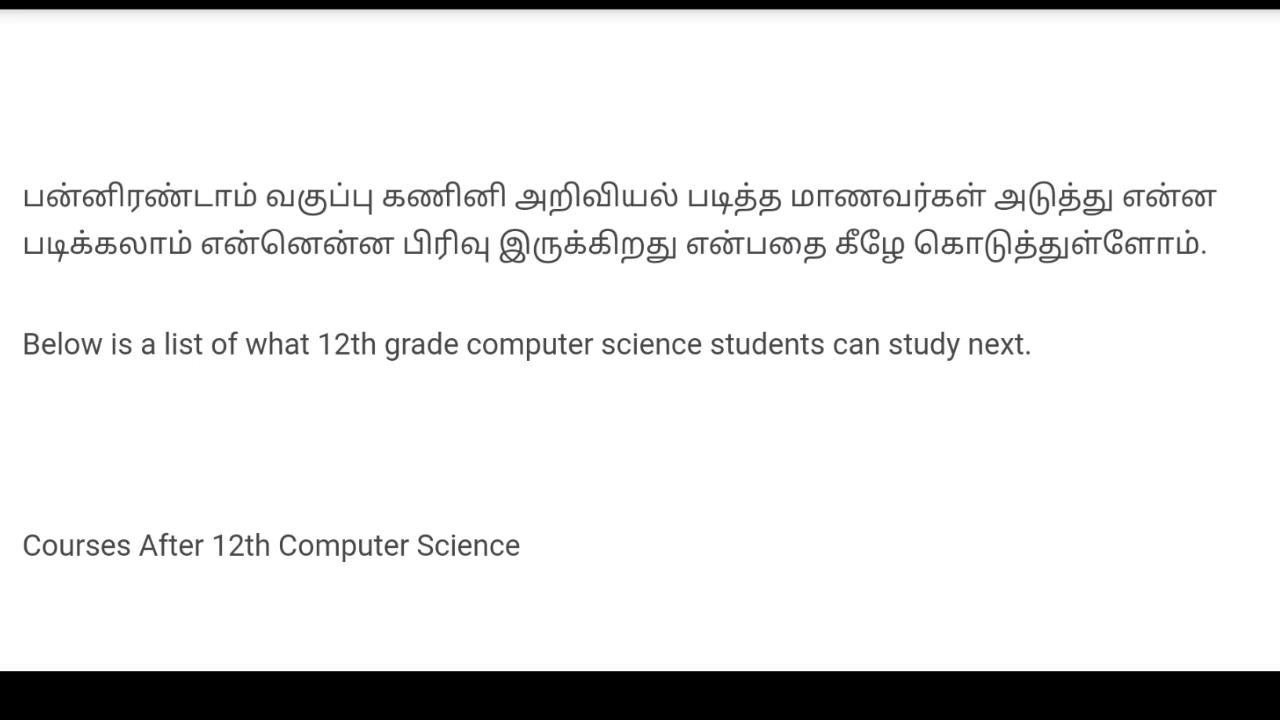 பன்னிரண்டாம் வகுப்பு கணினி அறிவியல் படித்த மாணவர்கள் அடுத்து என்ன
படிக்கலாம் என்னென்ன பிரிவு இருக்கிறது என்பதை கீழே கொடுத்துள்ளோம்.
Below is a list of what 12th grade computer science students can study next.
Courses After 12th Computer Science